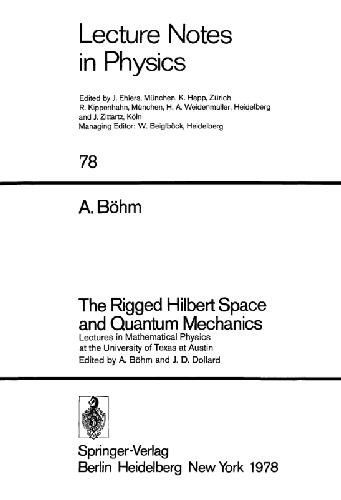 Lecture Notes
in Physics
Edited by J. Ehlers, München, K. Hepp, Zürich
R. Kippenhahn, München, H. A. Weidenmüller, Heidelberg
and J. Zittartz, Köln
Managing Editor: W. Beiglböck, Heidelberg
78
A. Böhm
The Rigged Hilbert Space
and Quantum Mechanics
Lectures in Mathematical Physics
at the University of Texas at Austin
Edited by A. Böhm and J. D. Dollard
Springer-Verlag
Berlin Heidelberg New York 1978